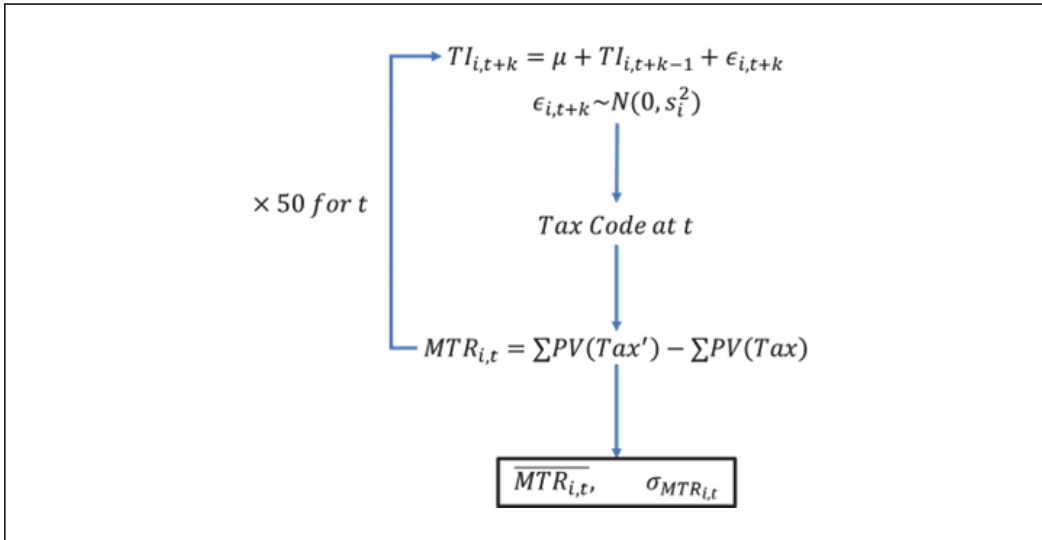 TI_{i,t+k} = μ + TI_{i,t+k−1} + ϵ_{i,t+k}
ϵ_{i,t+k}~N(0, s_i^2)
× 50 for t
Tax Code at t
MTR_{i,t} = ∑PV(Tax′) − ∑PV(Tax)
\overline{MTR_{i,t}}, σ_{MTR_{i,t}}